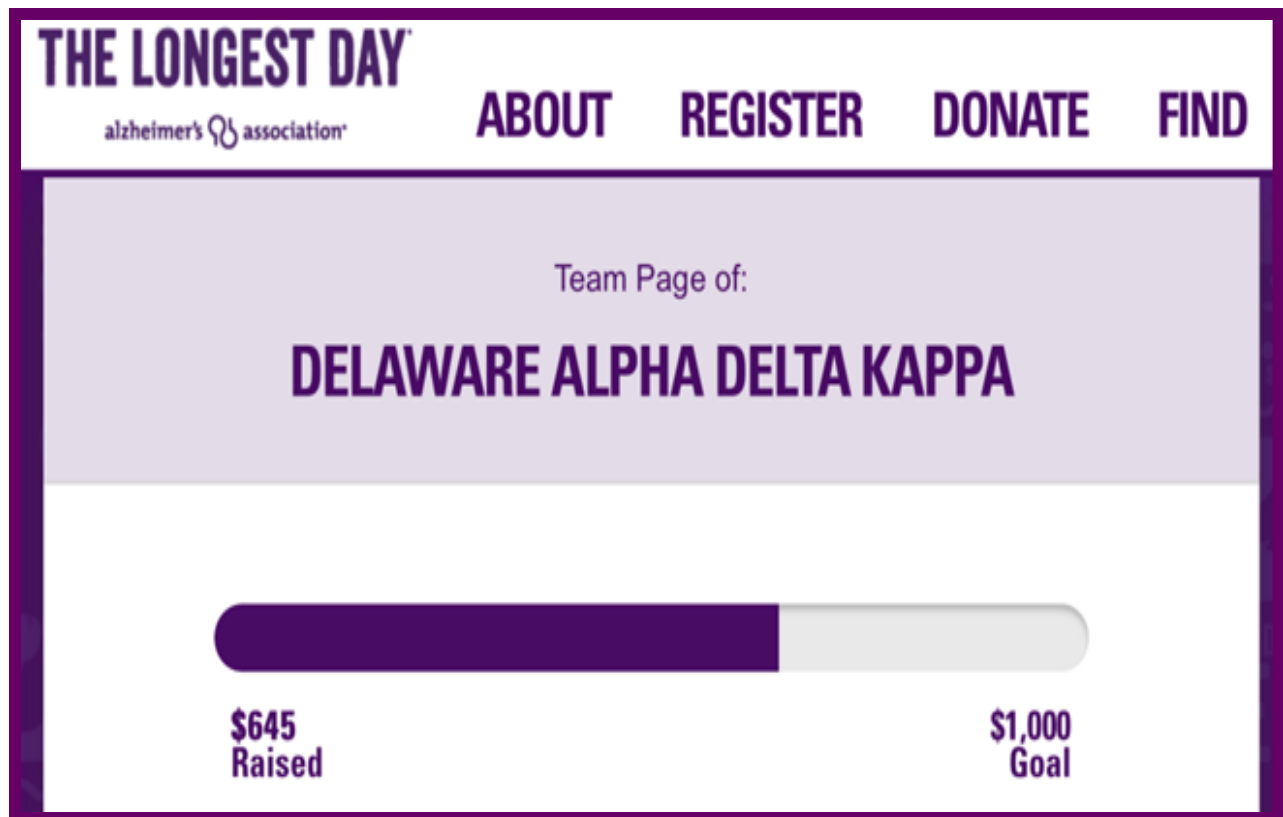 THE LONGEST DAY
alzheimer's association®
ABOUT REGISTER DONATE FIND
Team Page of:
DELAWARE ALPHA DELTA KAPPA
$645
Raised
$1,000
Goal